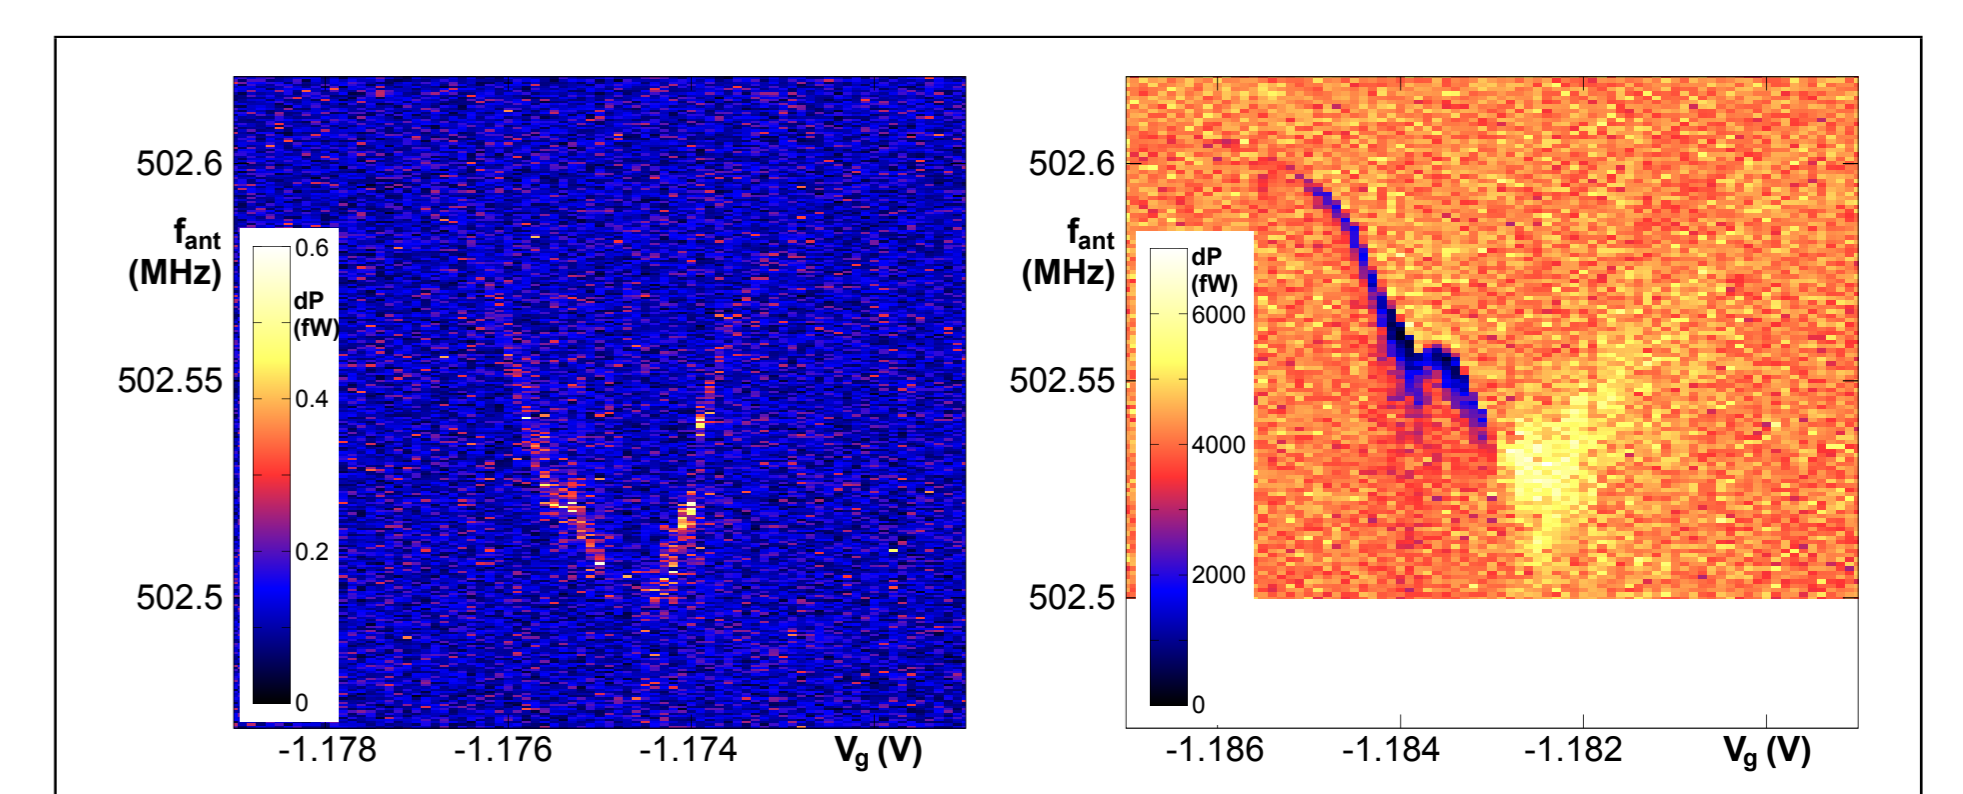 502.6
f_ant
(MHz)
502.55
502.5
0.6
dP
(fW)
0.4
0.2
0
-1.178
-1.176
-1.174
V_g (V)
502.6
f_ant
(MHz)
502.55
502.5
dP
(fW)
6000
4000
2000
0
-1.186
-1.184
-1.182
V_g (V)